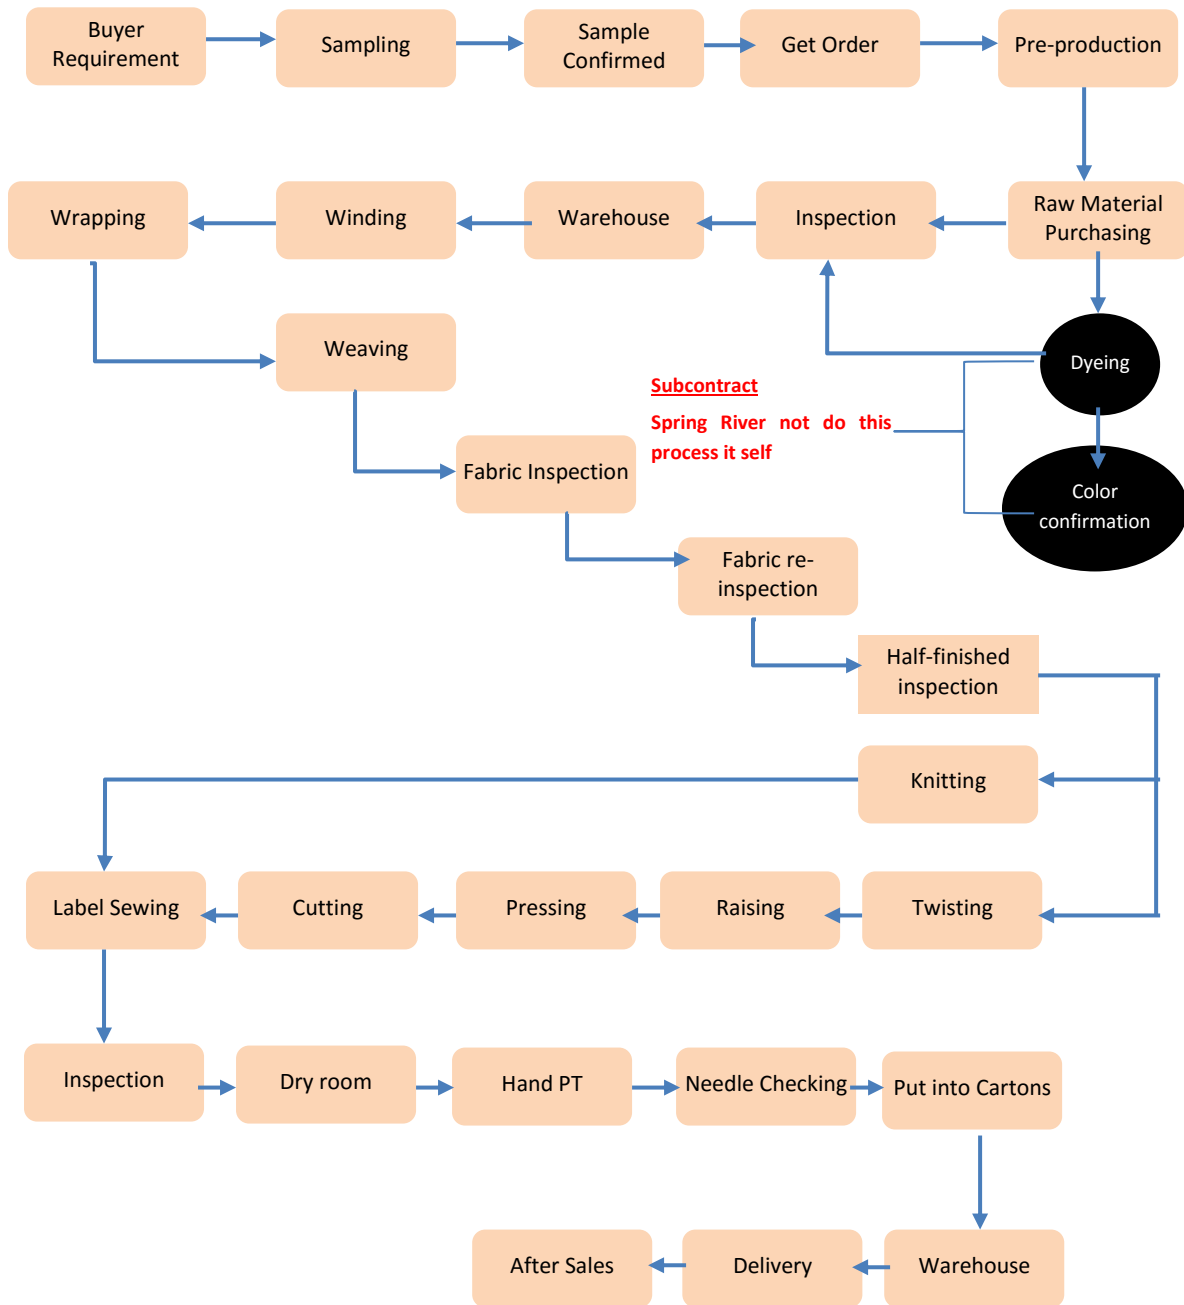 Buyer
Requirement
Sampling
Sample
Confirmed
Get Order
Pre-production
Wrapping
Winding
Warehouse
Inspection
Raw Material
Purchasing
Weaving
Dyeing
Subcontract
Spring River not do this
process it self
Fabric Inspection
Color
confirmation
Fabric re-
inspection
Half-finished
inspection
Knitting
Label Sewing
Cutting
Pressing
Raising
Twisting
Inspection
Dry room
Hand PT
Needle Checking
Put into Cartons
After Sales
Delivery
Warehouse